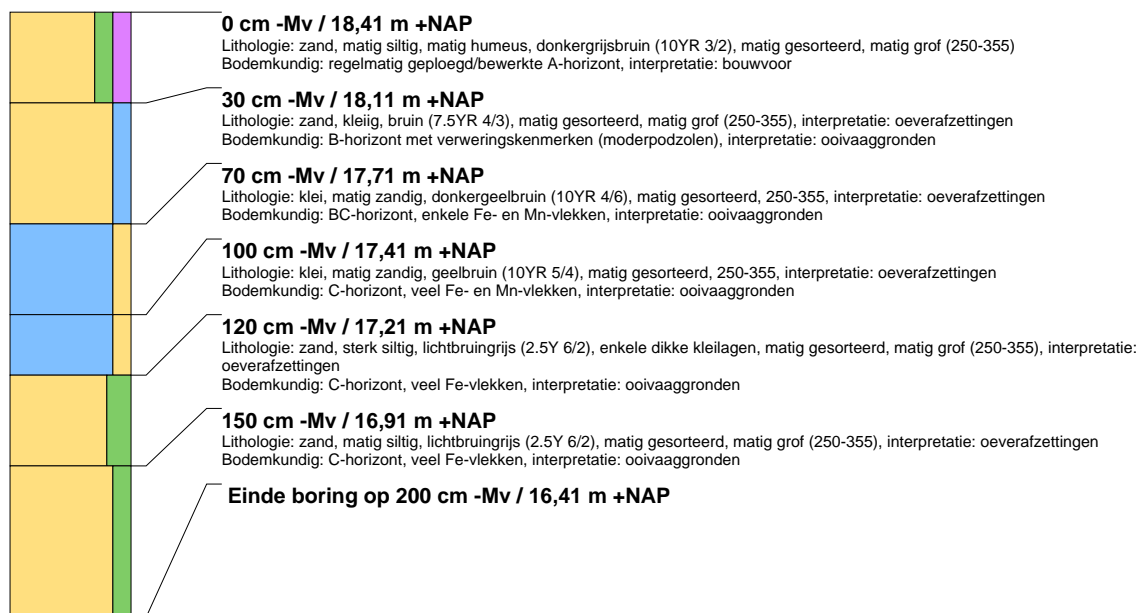 0 cm -Mv / 18,41 m +NAP
Lithologie: zand, matig siltig, matig humeus, donkergrijsbruin (10YR 3/2), matig gesorteerd, matig grof (250-355)
Bodemkundig: regelmatig geploegd/bewerkte A-horizont, interpretatie: bouwvoor
30 cm -Mv / 18,11 m +NAP
Lithologie: zand, kleiig, bruin (7.5YR 4/3), matig gesorteerd, matig grof (250-355), interpretatie: oeverafzettingen
Bodemkundig: B-horizont met verweringskenmerken (moderpodzolen), interpretatie: ooivaaggronden
70 cm -Mv / 17,71 m +NAP
Lithologie: klei, matig zandig, donkergeelbruin (10YR 4/6), matig gesorteerd, 250-355, interpretatie: oeverafzettingen
Bodemkundig: BC-horizont, enkele Fe- en Mn-vlekken, interpretatie: ooivaaggronden
100 cm -Mv / 17,41 m +NAP
Lithologie: klei, matig zandig, geelbruin (10YR 5/4), matig gesorteerd, 250-355, interpretatie: oeverafzettingen
Bodemkundig: C-horizont, veel Fe- en Mn-vlekken, interpretatie: ooivaaggronden
120 cm -Mv / 17,21 m +NAP
Lithologie: zand, sterk siltig, lichtbruingrijs (2.5Y 6/2), enkele dikke kleilagen, matig gesorteerd, matig grof (250-355), interpretatie:
oeverafzettingen
Bodemkundig: C-horizont, veel Fe-vlekken, interpretatie: ooivaaggronden
150 cm -Mv / 16,91 m +NAP
Lithologie: zand, matig siltig, lichtbruingrijs (2.5Y 6/2), matig gesorteerd, matig grof (250-355), interpretatie: oeverafzettingen
Bodemkundig: C-horizont, veel Fe-vlekken, interpretatie: ooivaaggronden
Einde boring op 200 cm -Mv / 16,41 m +NAP